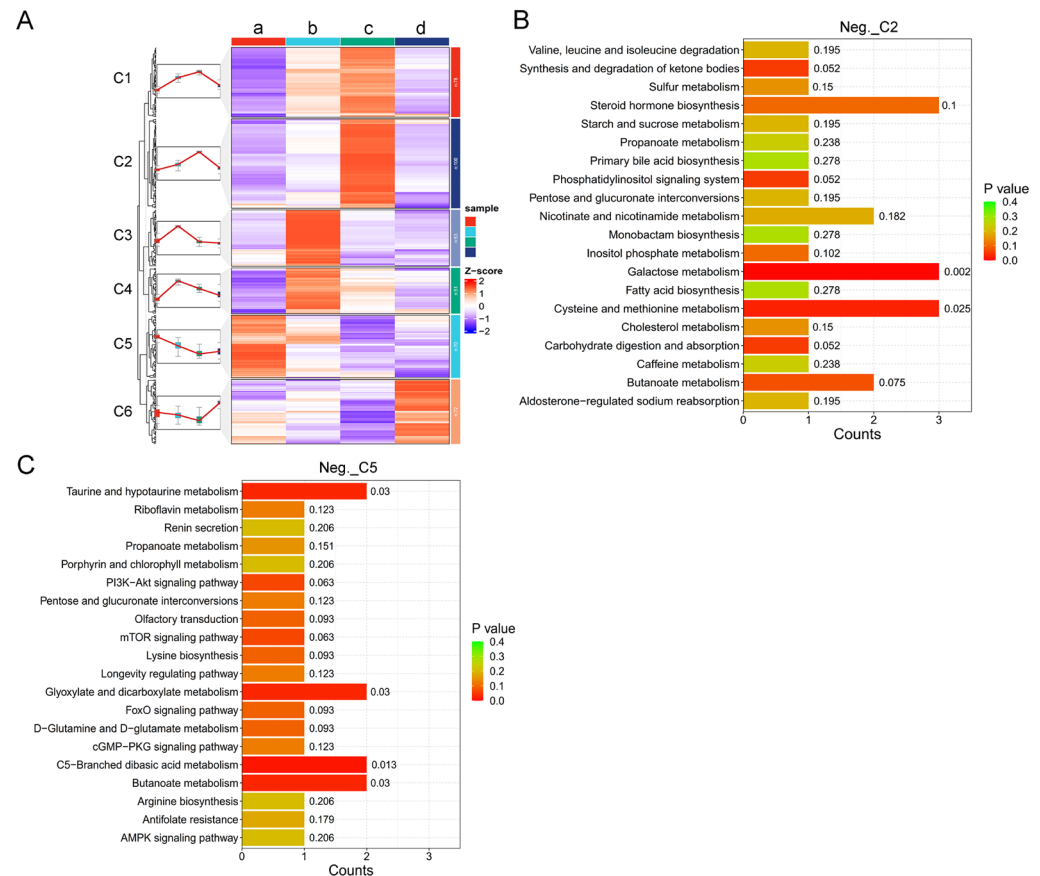 A
a b c d
C1
C2
C3
C4
C5
C6
sample
Z-score
2
1
0
−1
−2
B
Neg._C2
Valine, leucine and isoleucine degradation 0.195
Synthesis and degradation of ketone bodies 0.052
Sulfur metabolism 0.15
Steroid hormone biosynthesis 0.1
Starch and sucrose metabolism 0.195
Propanoate metabolism 0.238
Primary bile acid biosynthesis 0.278
Phosphatidylinositol signaling system 0.052
Pentose and glucuronate interconversions 0.195
Nicotinate and nicotinamide metabolism 0.182
Monobactam biosynthesis 0.278
Inositol phosphate metabolism 0.102
Galactose metabolism 0.002
Fatty acid biosynthesis 0.278
Cysteine and methionine metabolism 0.025
Cholesterol metabolism 0.15
Carbohydrate digestion and absorption 0.052
Caffeine metabolism 0.238
Butanoate metabolism 0.075
Aldosterone−regulated sodium reabsorption 0.195
0 1 2 3
Counts
P value
0.4
0.3
0.2
0.1
0.0
C
Neg._C5
Taurine and hypotaurine metabolism 0.03
Riboflavin metabolism 0.123
Renin secretion 0.206
Propanoate metabolism 0.151
Porphyrin and chlorophyll metabolism 0.206
PI3K−Akt signaling pathway 0.063
Pentose and glucuronate interconversions 0.123
Olfactory transduction 0.093
mTOR signaling pathway 0.063
Lysine biosynthesis 0.093
Longevity regulating pathway 0.123
Glyoxylate and dicarboxylate metabolism 0.03
FoxO signaling pathway 0.093
D−Glutamine and D−glutamate metabolism 0.093
cGMP−PKG signaling pathway 0.123
C5−Branched dibasic acid metabolism 0.013
Butanoate metabolism 0.03
Arginine biosynthesis 0.206
Antifolate resistance 0.179
AMPK signaling pathway 0.206
0 1 2 3
Counts
P value
0.4
0.3
0.2
0.1
0.0